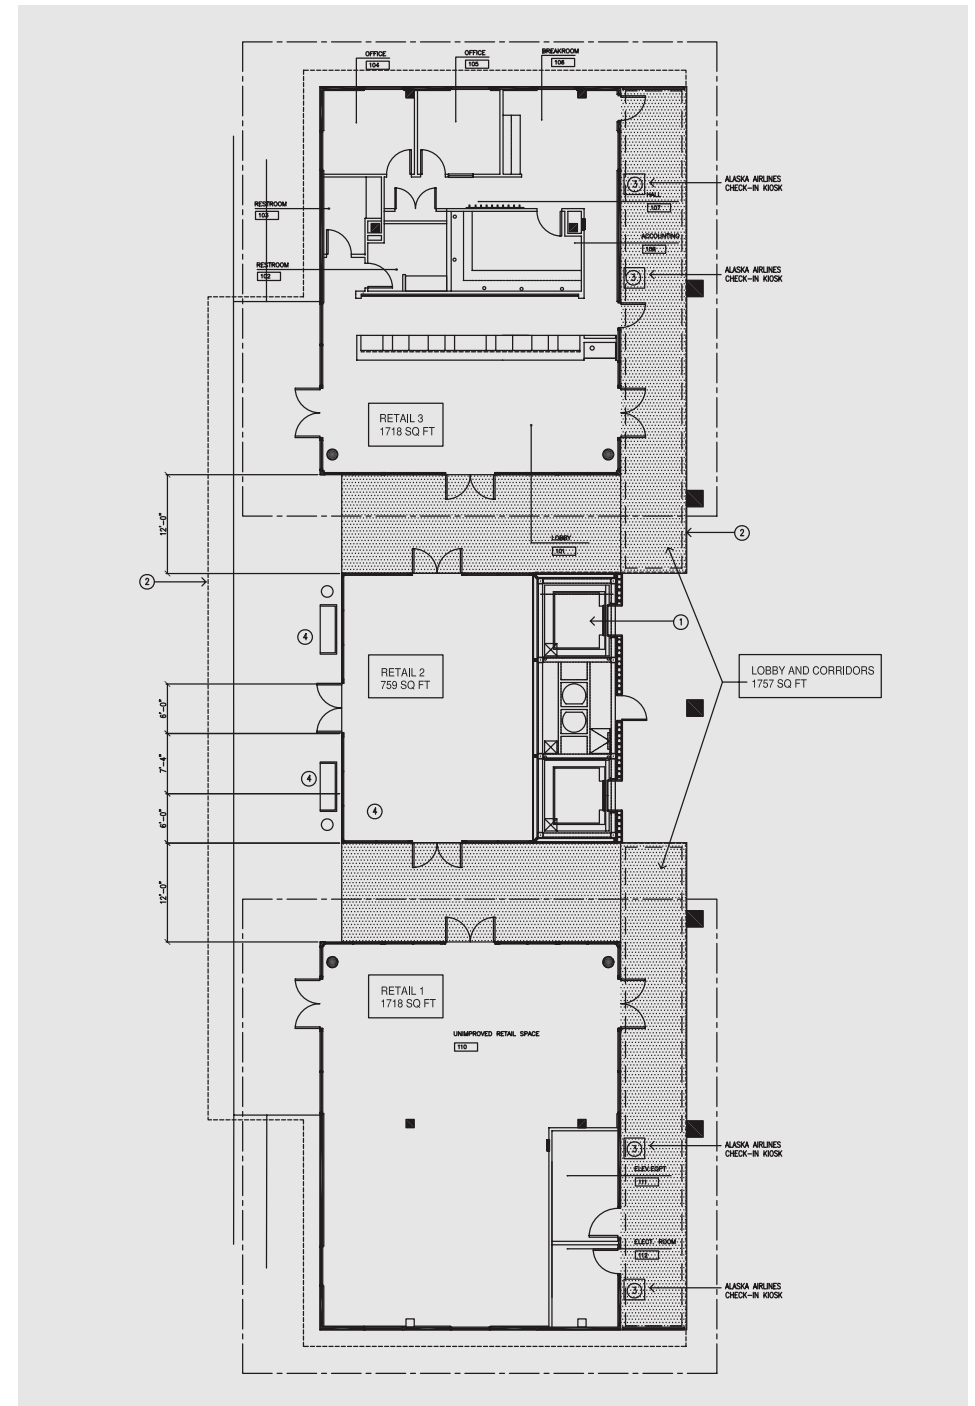 OFFICE
104
OFFICE
105
BREAKROOM
106
ALASKA AIRLINES
CHECK-IN KIOSK
3
HALL
107
RESTROOM
103
ACCOUNTING
108
RESTROOM
102
ALASKA AIRLINES
CHECK-IN KIOSK
3
RETAIL 3
1718 SQ FT
12'-0"
LOBBY
101
2
2
4
1
RETAIL 2
759 SQ FT
LOBBY AND CORRIDORS
1757 SQ FT
6'-0"
7'-4"
4
4
6'-0"
12'-0"
RETAIL 1
1718 SQ FT
UNIMPROVED RETAIL SPACE
110
ALASKA AIRLINES
CHECK-IN KIOSK
3
ELEV.EQPT
111
ELECT. ROOM
112
ALASKA AIRLINES
CHECK-IN KIOSK
3